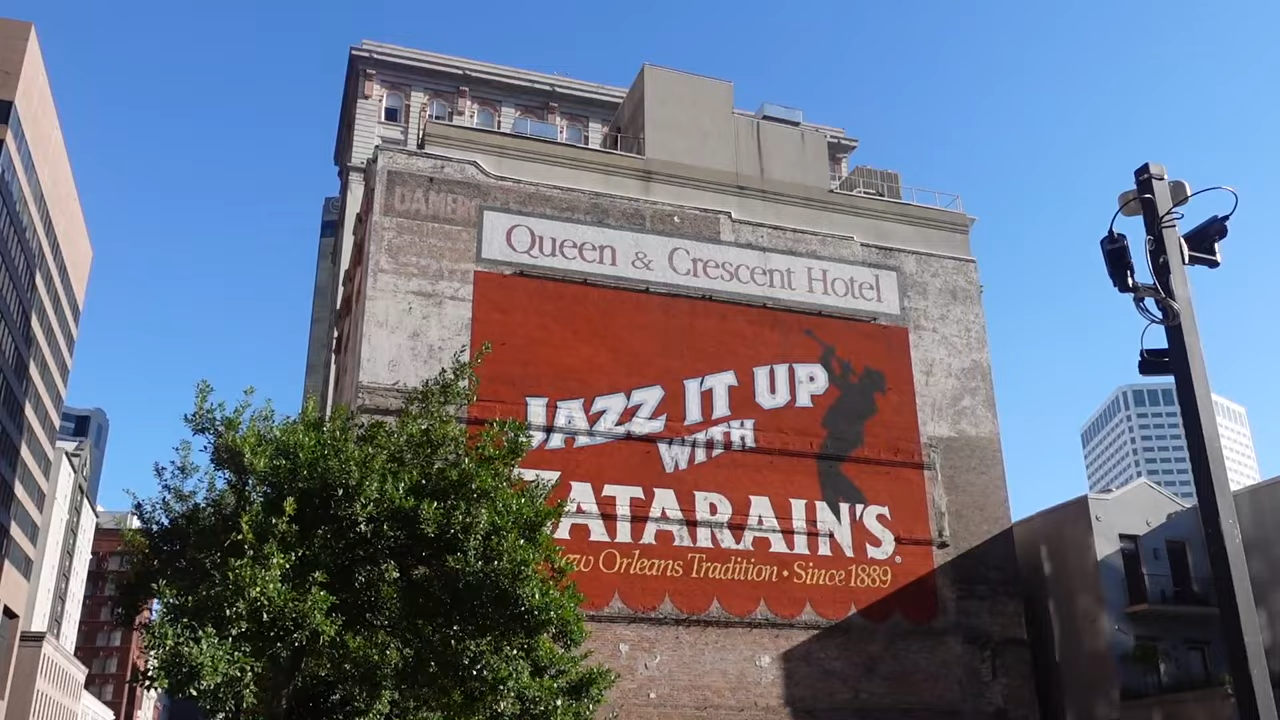 Queen & Crescent Hotel
JAZZ IT UP
WITH
ZATARAIN'S®
New Orleans Tradition • Since 1889